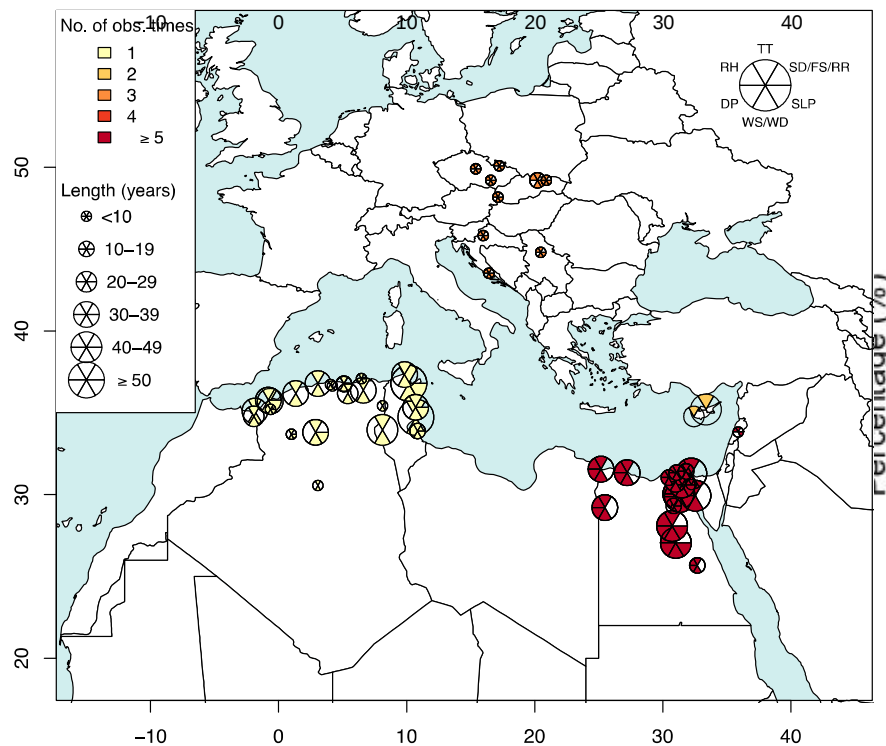 −10 0 10 20 30 40
No. of obs. times
1
2
3
4
≥ 5
TT
RH SD/FS/RR
DP SLP
WS/WD
Length (years)
<10
10−19
20−29
30−39
40−49
≥ 50
50
40
30
20
Percentage (%)
−10 0 10 20 30 40